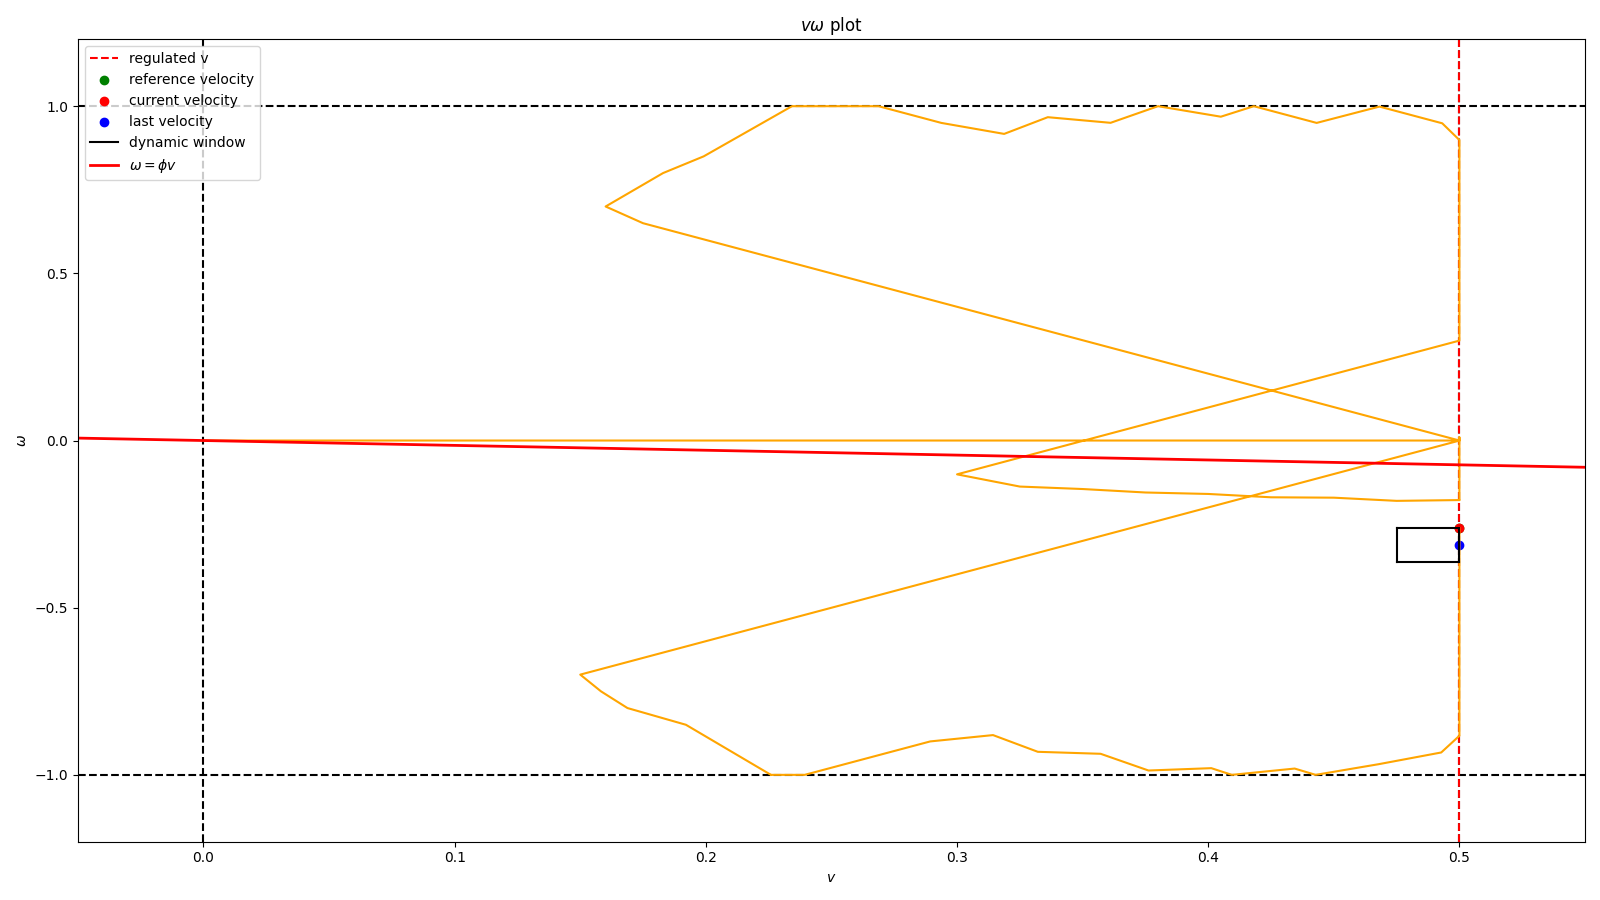 vω plot
regulated v
reference velocity
current velocity
last velocity
dynamic window
ω = ϕv
1.0
0.5
0.0
−0.5
−1.0
ω
0.0 0.1 0.2 0.3 0.4 0.5
v